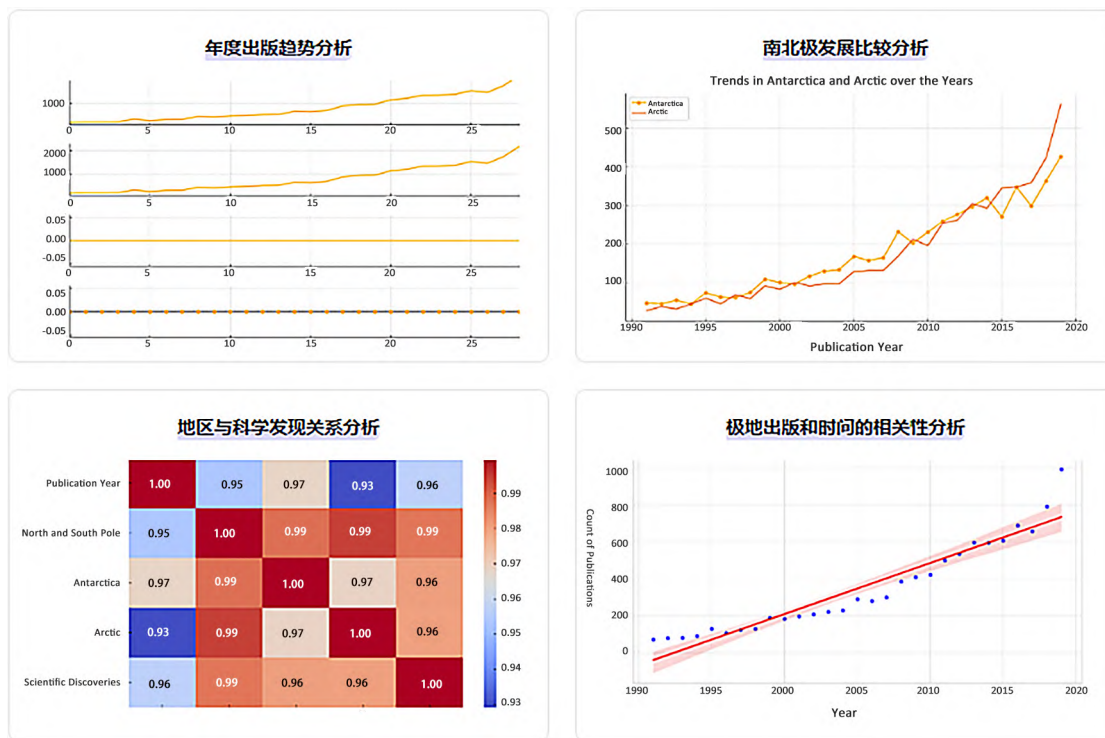 年度出版趋势分析
1000
0 5 10 15 20 25
2000
1000
0 5 10 15 20 25
0.05
0.00
-0.05
0 5 10 15 20 25
0.05
0.00
-0.05
0 5 10 15 20 25
南北极发展比较分析
Trends in Antarctica and Arctic over the Years
Antarctica
Arctic
500
400
300
200
100
1990 1995 2000 2005 2010 2015 2020
Publication Year
地区与科学发现关系分析
Publication Year 1.00 0.95 0.97 0.93 0.96
North and South Pole 0.95 1.00 0.99 0.99 0.99
Antarctica 0.97 0.99 1.00 0.97 0.96
Arctic 0.93 0.99 0.97 1.00 0.96
Scientific Discoveries 0.96 0.99 0.96 0.96 1.00
0.99
0.98
0.97
0.96
0.95
0.94
0.93
极地出版和时问的相关性分析
Count of Publications
1000
800
600
400
200
0
1990 1995 2000 2005 2010 2015 2020
Year